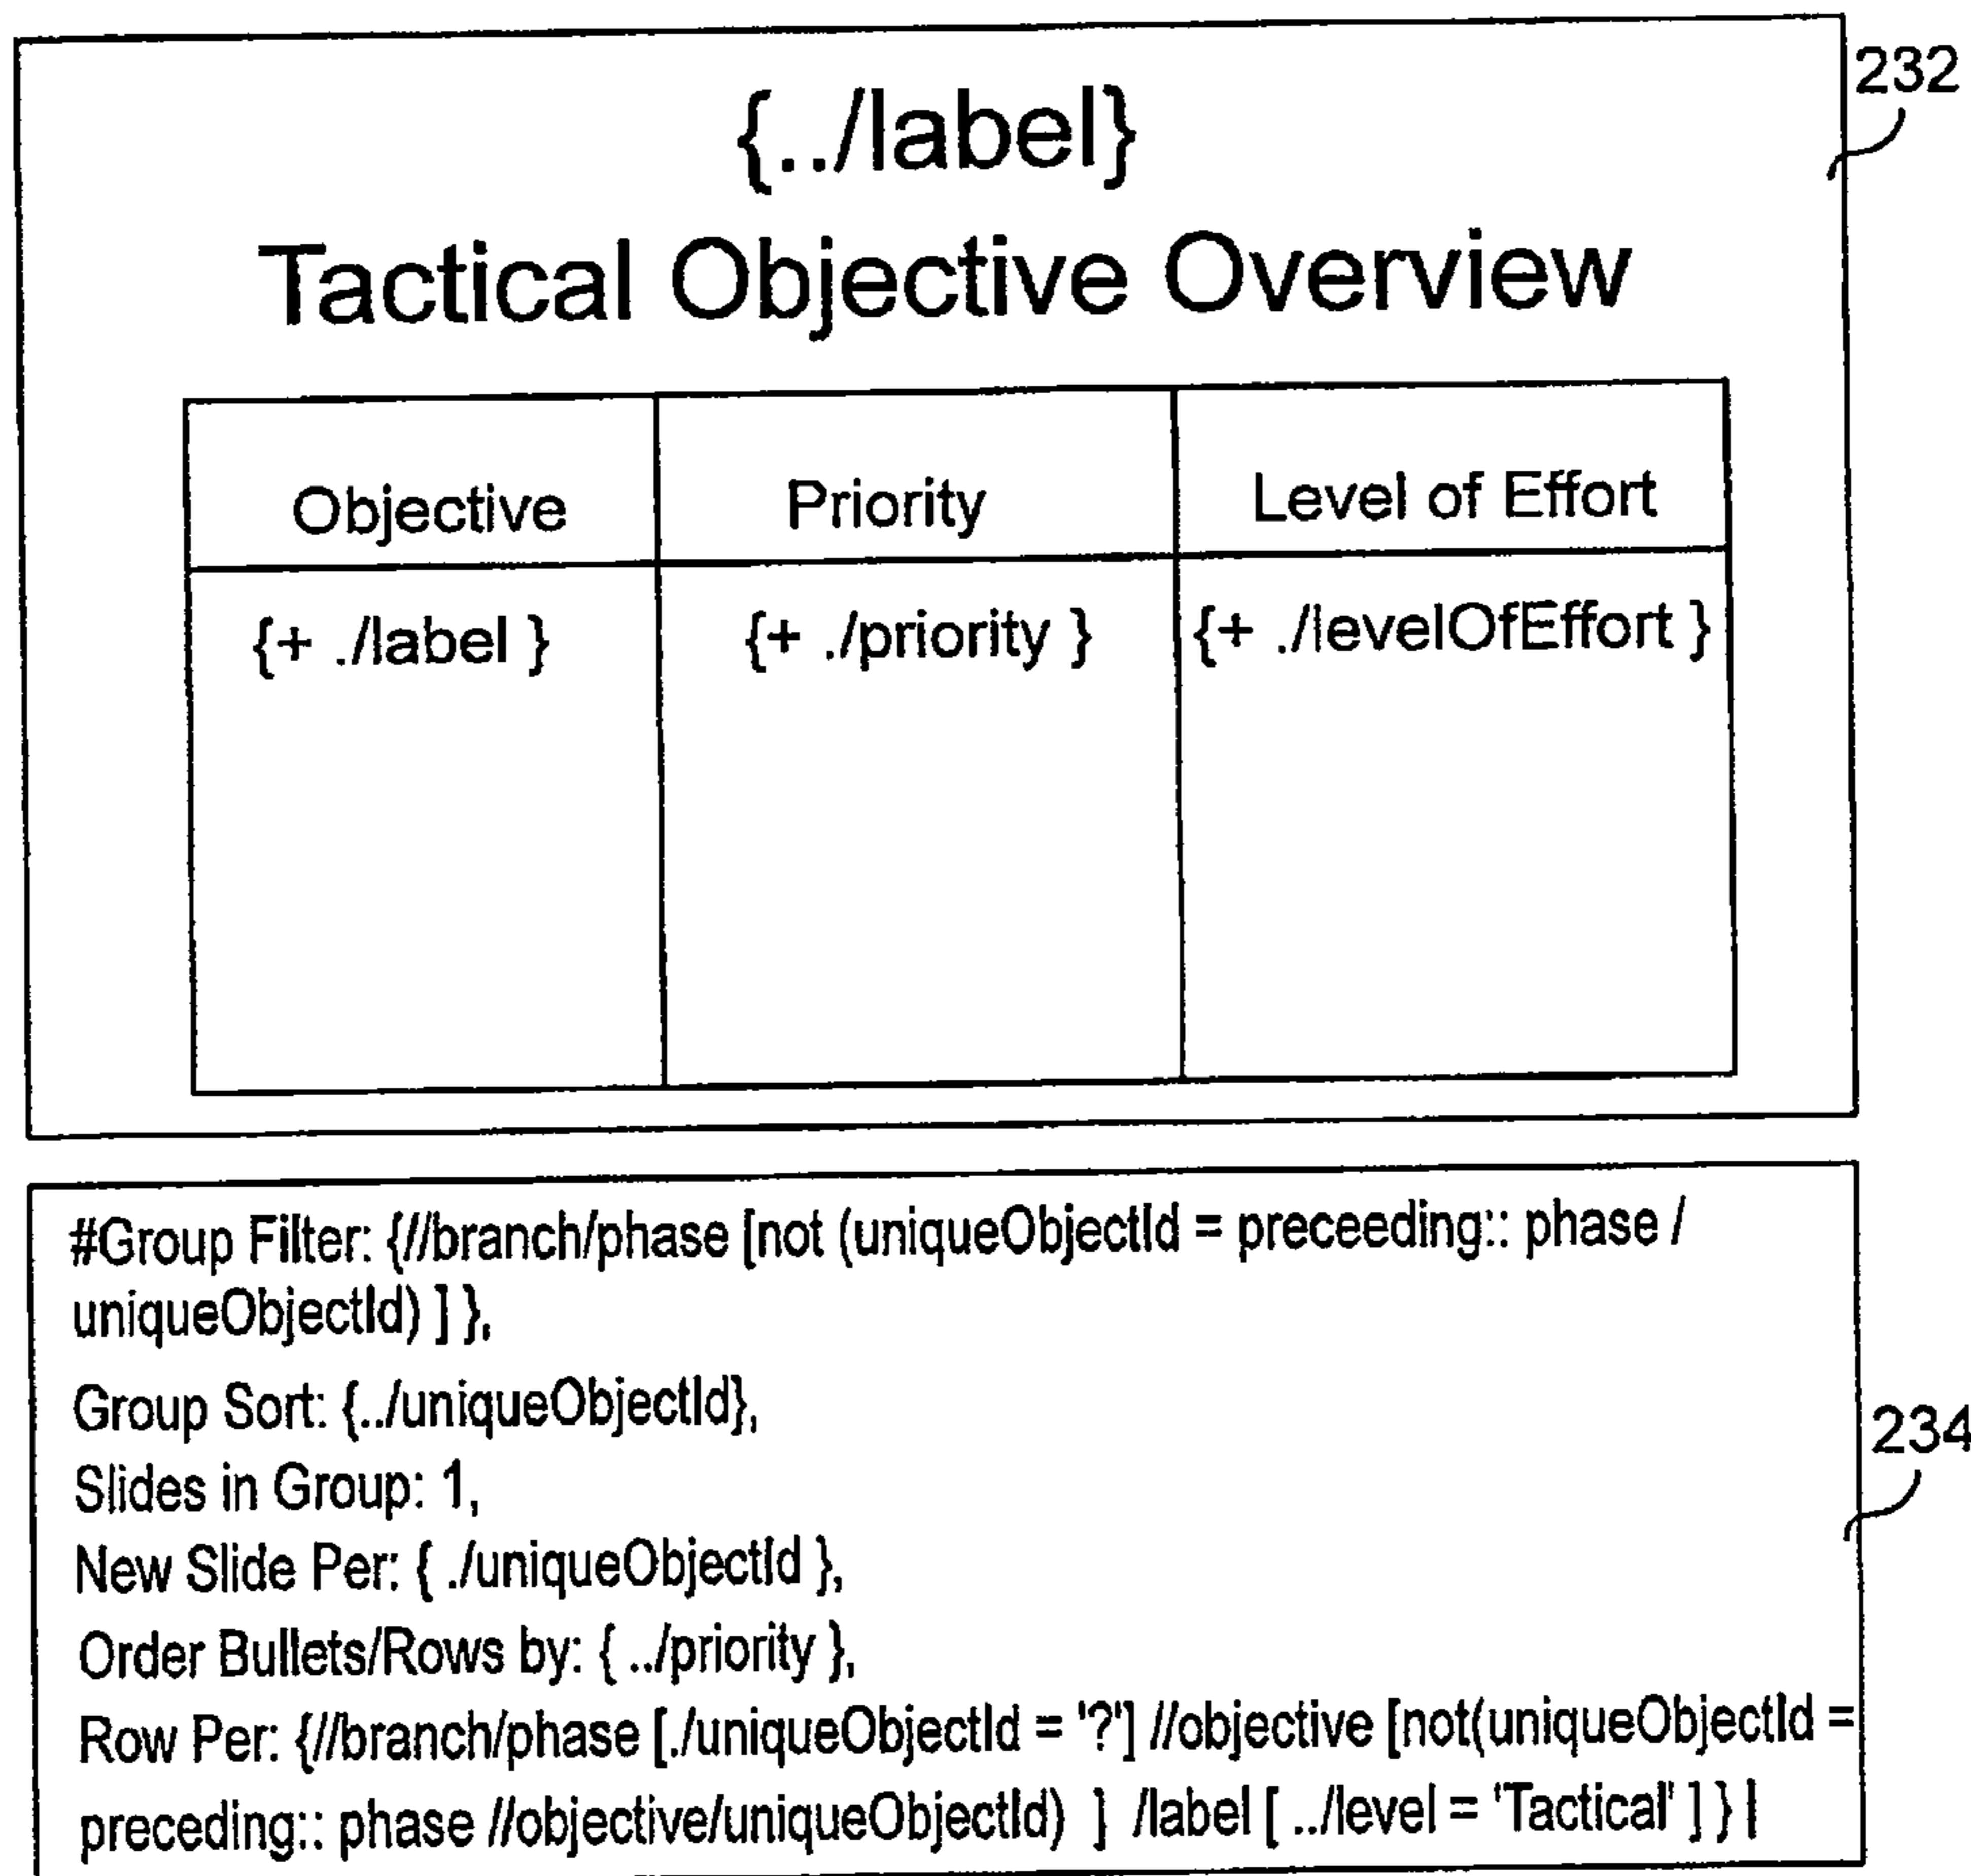 232
{../label}
Tactical Objective Overview
Objective Priority Level of Effort
{+ ./label } {+ ./priority } {+ ./levelOfEffort }
#Group Filter: {//branch/phase [not (uniqueObjectId = preceeding:: phase /
uniqueObjectId) ] },
Group Sort: {../uniqueObjectId},
234
Slides in Group: 1,
New Slide Per: { ./uniqueObjectId },
Order Bullets/Rows by: { ../priority },
Row Per: {//branch/phase [./uniqueObjectId = '?'] //objective [not(uniqueObjectId =
preceding:: phase //objective/uniqueObjectId) ] /label [ ../level = 'Tactical' ] } |